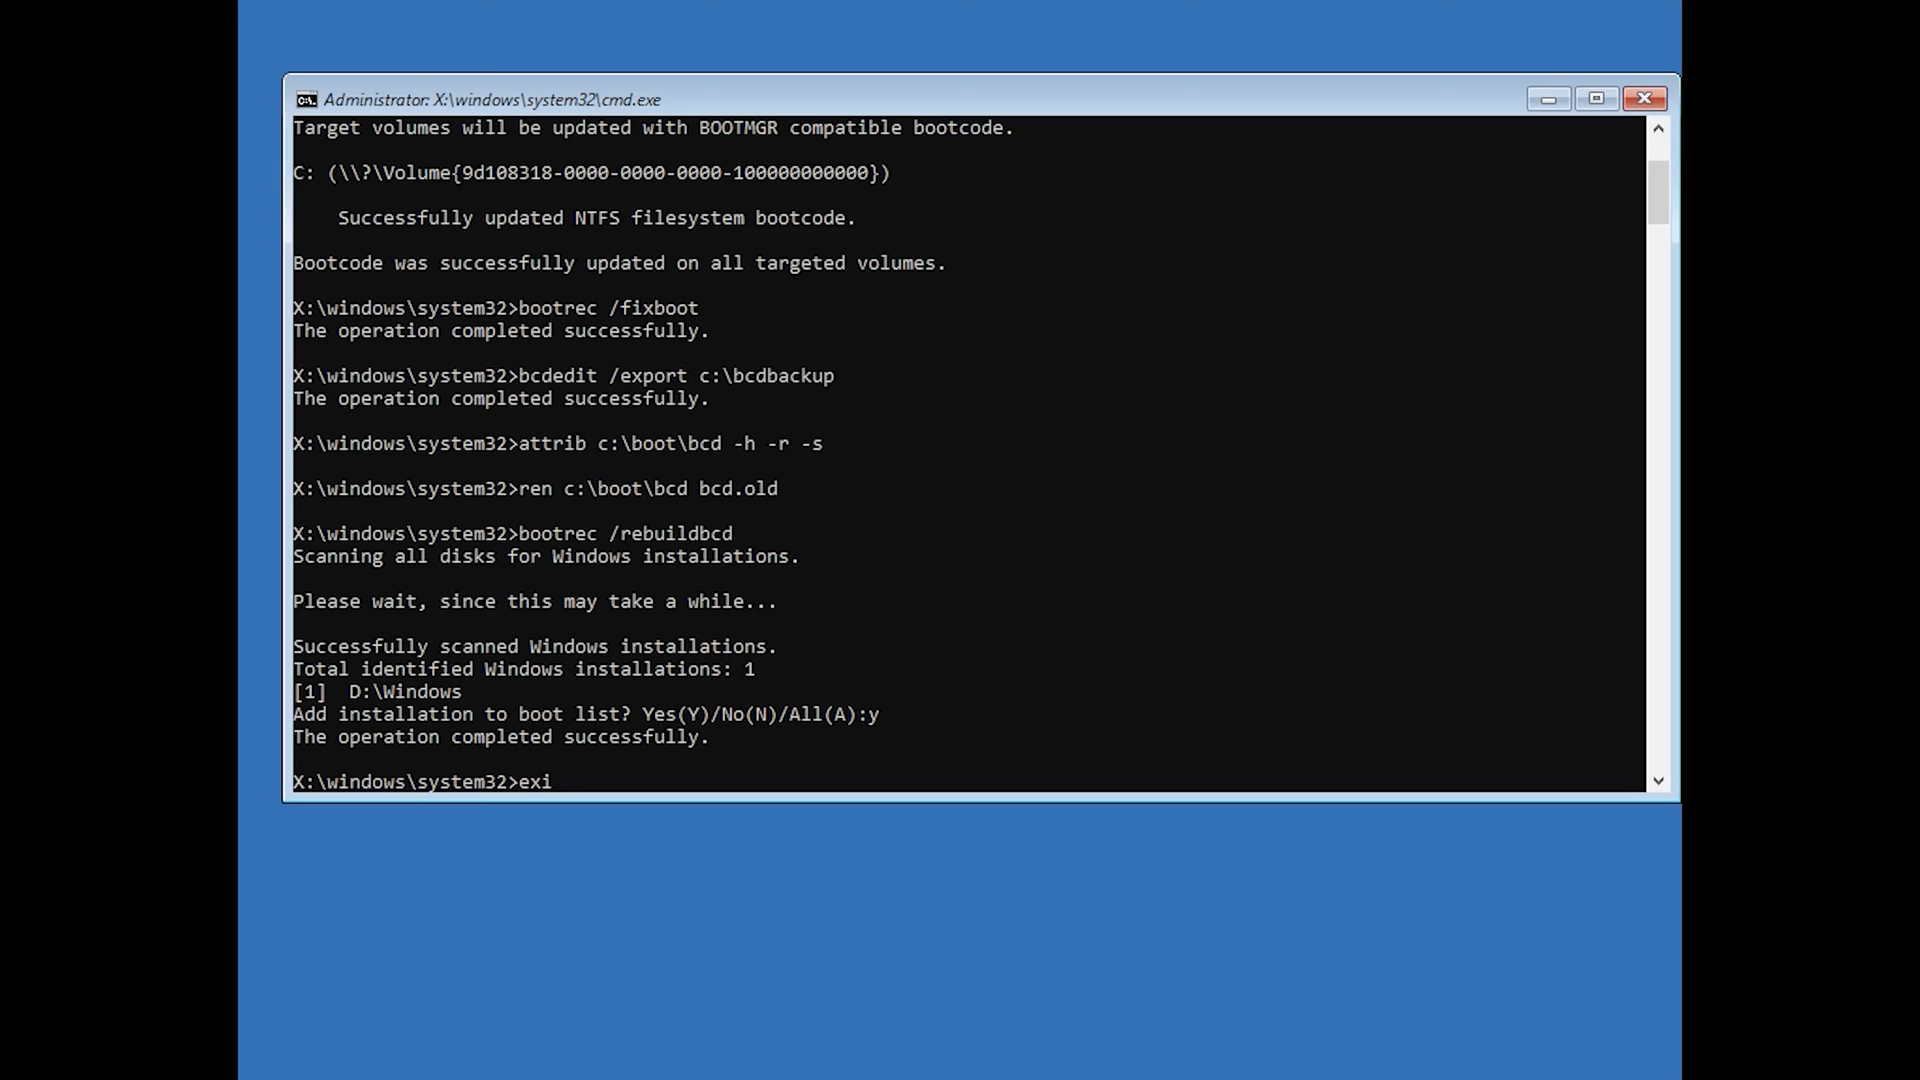 Administrator: X:\windows\system32\cmd.exe
Target volumes will be updated with BOOTMGR compatible bootcode.
C: (\\?\Volume{9d108318-0000-0000-0000-100000000000})
Successfully updated NTFS filesystem bootcode.
Bootcode was successfully updated on all targeted volumes.
X:\windows\system32>bootrec /fixboot
The operation completed successfully.
X:\windows\system32>bcdedit /export c:\bcdbackup
The operation completed successfully.
X:\windows\system32>attrib c:\boot\bcd -h -r -s
X:\windows\system32>ren c:\boot\bcd bcd.old
X:\windows\system32>bootrec /rebuildbcd
Scanning all disks for Windows installations.
Please wait, since this may take a while...
Successfully scanned Windows installations.
Total identified Windows installations: 1
[1]  D:\Windows
Add installation to boot list? Yes(Y)/No(N)/All(A):y
The operation completed successfully.
X:\windows\system32>exi